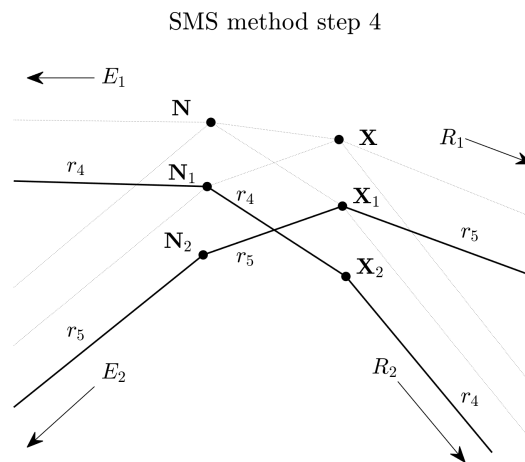 SMS method step 4
E₁
N
X
R₁
r₄
N₁
r₄
X₁
N₂
r₅
r₅
X₂
r₅
E₂
R₂
r₄